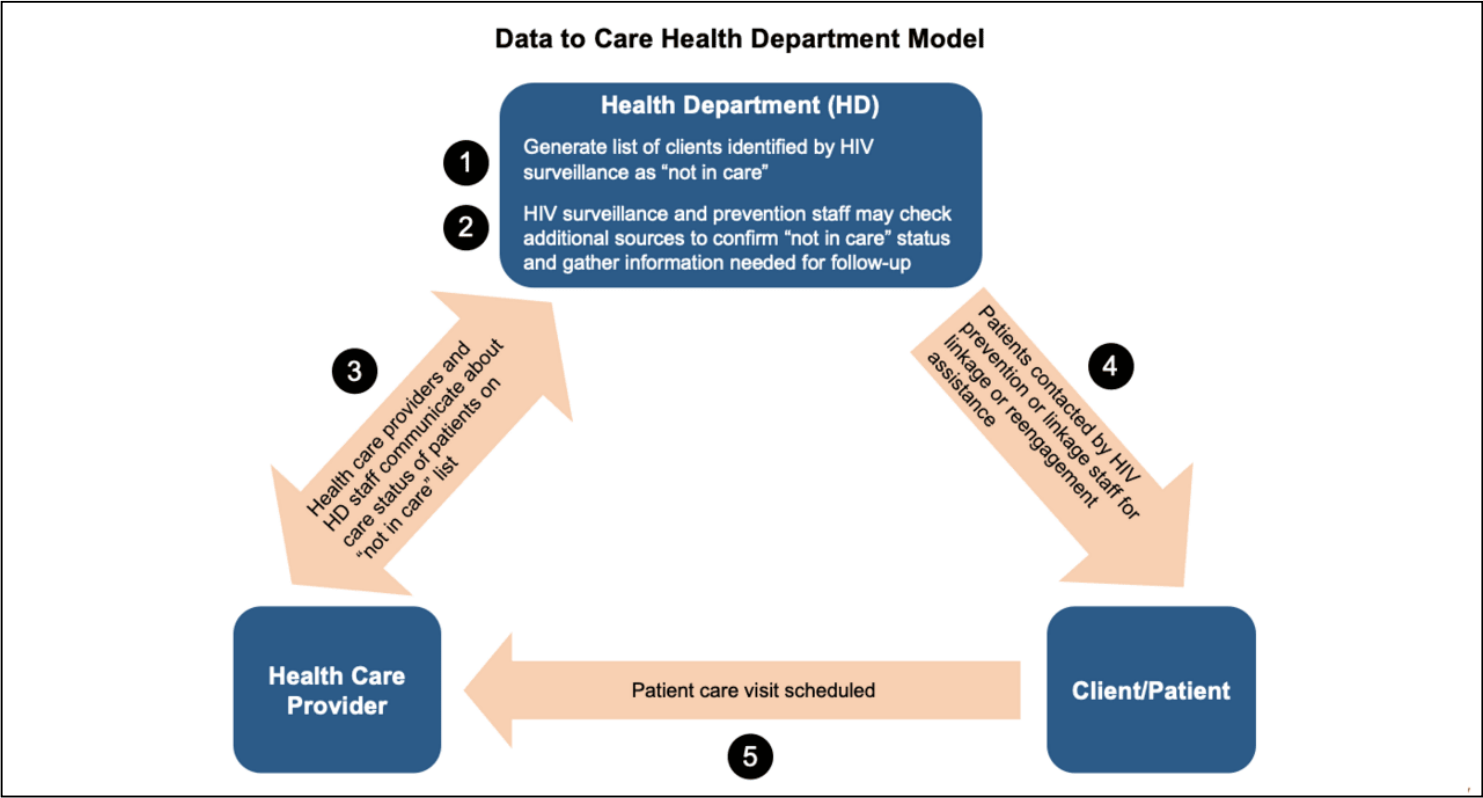 Data to Care Health Department Model
Health Department (HD)
1
Generate list of clients identified by HIV
surveillance as “not in care”
2
HIV surveillance and prevention staff may check
additional sources to confirm “not in care” status
and gather information needed for follow-up
3
Health care providers and
HD staff communicate about
care status of patients on
“not in care” list
4
Patients contacted by HIV
prevention or linkage staff for
linkage or reengagement
assistance
Health Care
Provider
Patient care visit scheduled
5
Client/Patient